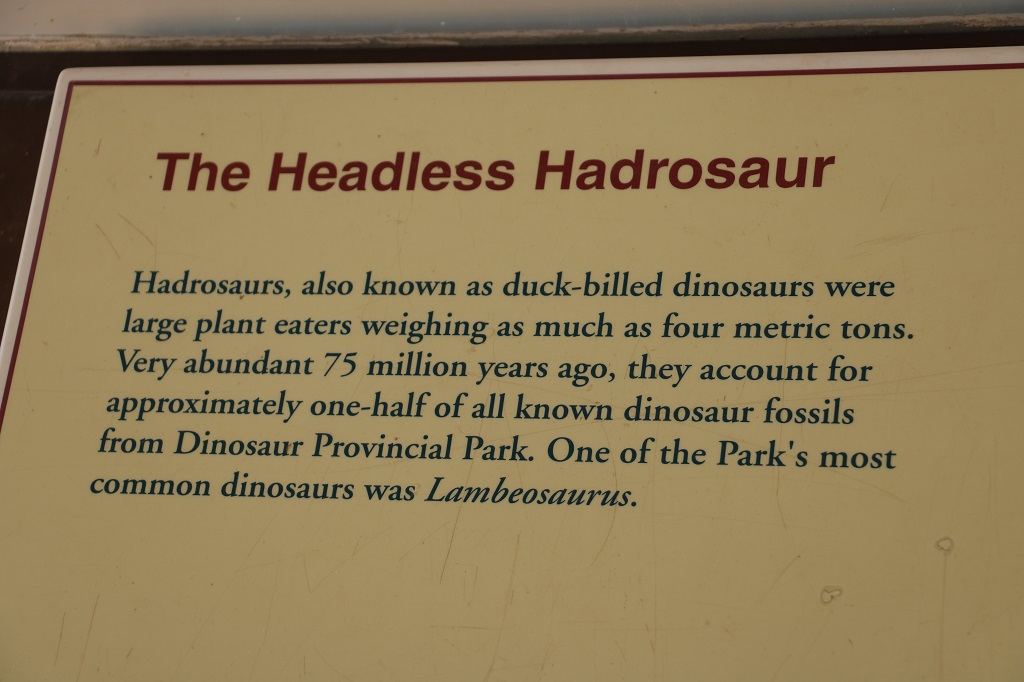 The Headless Hadrosaur
Hadrosaurs, also known as duck-billed dinosaurs were
large plant eaters weighing as much as four metric tons.
Very abundant 75 million years ago, they account for
approximately one-half of all known dinosaur fossils
from Dinosaur Provincial Park. One of the Park's most
common dinosaurs was Lambeosaurus.